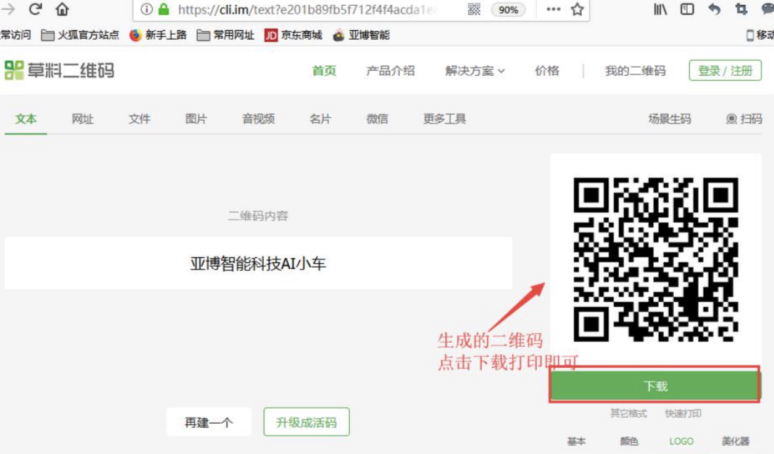 https://cli.im/text?e201b89fb5f712f4f4acda1e
90%
常访问 火狐官方站点 新手上路 常用网址 JD 京东商城 亚博智能 移动
草料二维码 首页 产品介绍 解决方案 价格 我的二维码 登录 / 注册
文本 网址 文件 图片 音视频 名片 微信 更多工具 场景生码 扫码
二维码内容
亚博智能科技AI小车
生成的二维码
点击下载打印即可
下载
其它格式 快速打印
再建一个 升级成活码
基本 颜色 LOGO 美化器